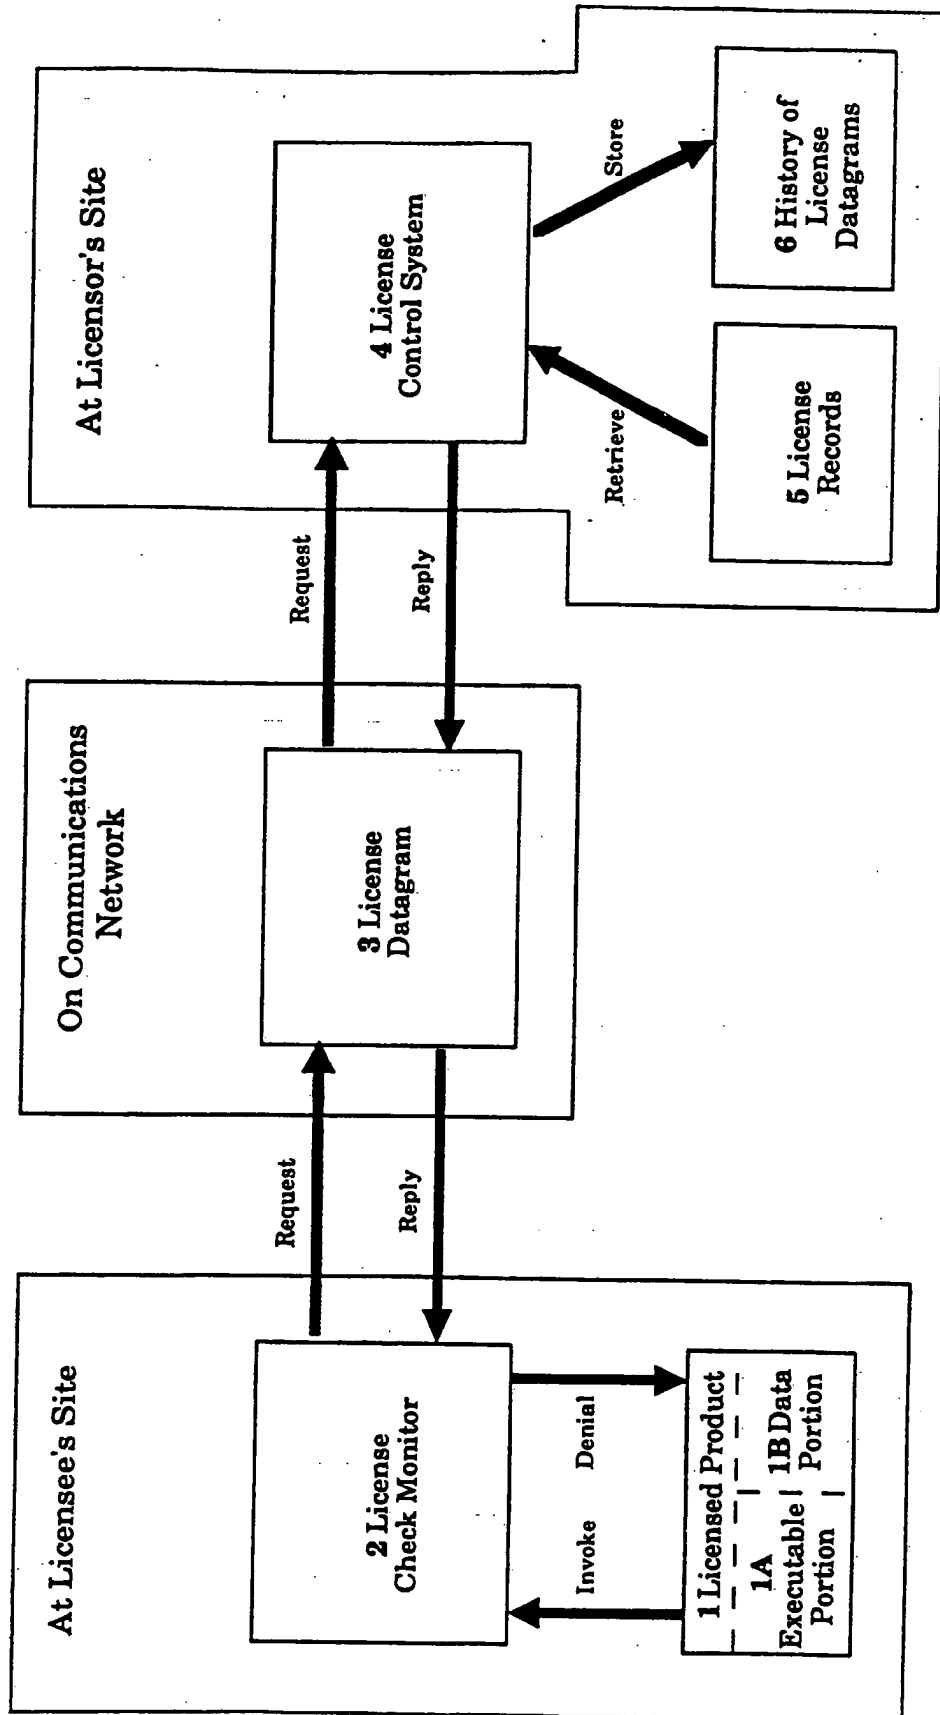 At Licensee's Site
2 License
Check Monitor
Invoke
Denial
1 Licensed Product
1A
Executable
Portion
1B Data
Portion
Request
Reply
On Communications
Network
3 License
Datagram
Request
Reply
At Licensor's Site
4 License
Control System
Retrieve
Store
5 License
Records
6 History of
License
Datagrams